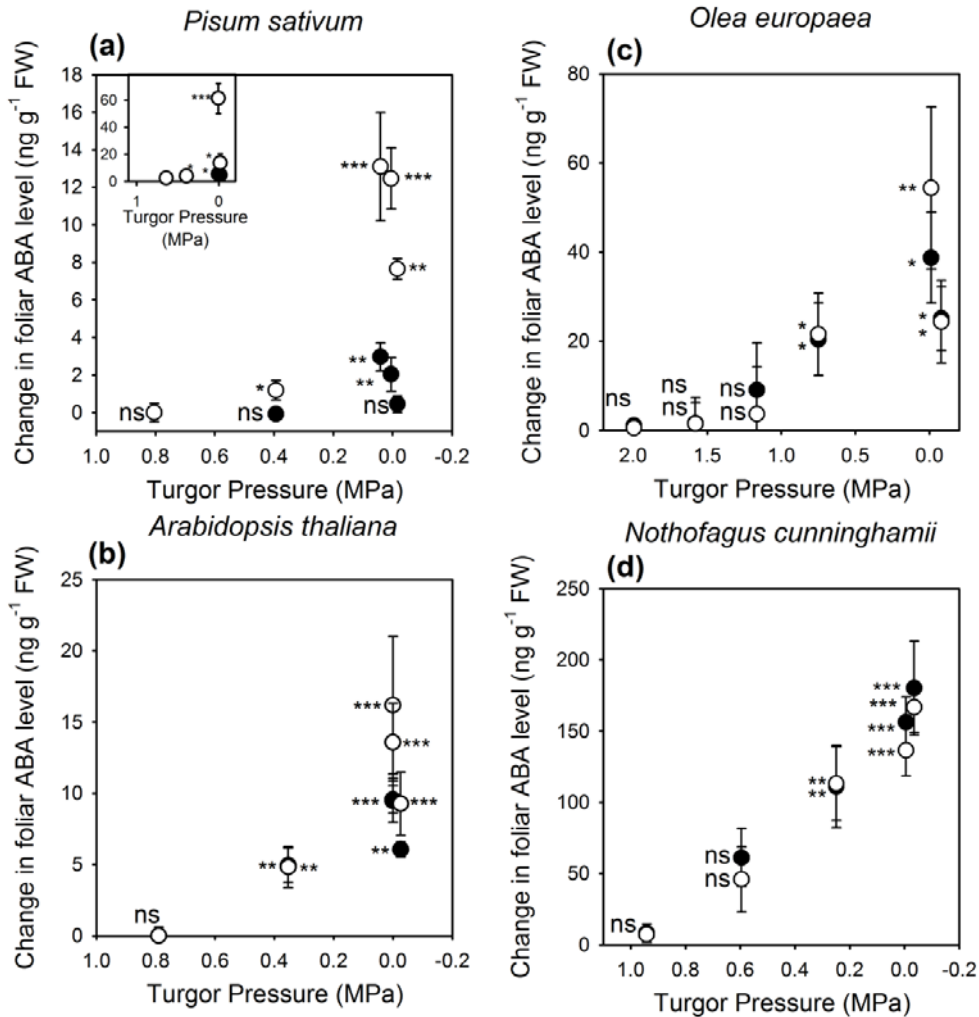 Pisum sativum
(a)
Change in foliar ABA level (ng g⁻¹ FW)
18
16
14
12
10
8
6
4
2
0
60
40
20
0
***
*
*
*
1
0
Turgor Pressure
(MPa)
***
***
**
**
**
*
ns
ns
ns
1.0 0.8 0.6 0.4 0.2 0.0 -0.2
Turgor Pressure (MPa)
Olea europaea
(c)
Change in foliar ABA level (ng g⁻¹ FW)
80
60
40
20
0
**
*
*
*
*
*
ns
ns
ns
ns
ns
2.0 1.5 1.0 0.5 0.0
Turgor Pressure (MPa)
Arabidopsis thaliana
(b)
Change in foliar ABA level (ng g⁻¹ FW)
25
20
15
10
5
0
***
***
*** ***
**
** **
ns
1.0 0.8 0.6 0.4 0.2 0.0 -0.2
Turgor Pressure (MPa)
Nothofagus cunninghamii
(d)
Change in foliar ABA level (ng g⁻¹ FW)
250
200
150
100
50
0
***
***
***
***
**
**
ns
ns
ns
1.0 0.8 0.6 0.4 0.2 0.0 -0.2
Turgor Pressure (MPa)